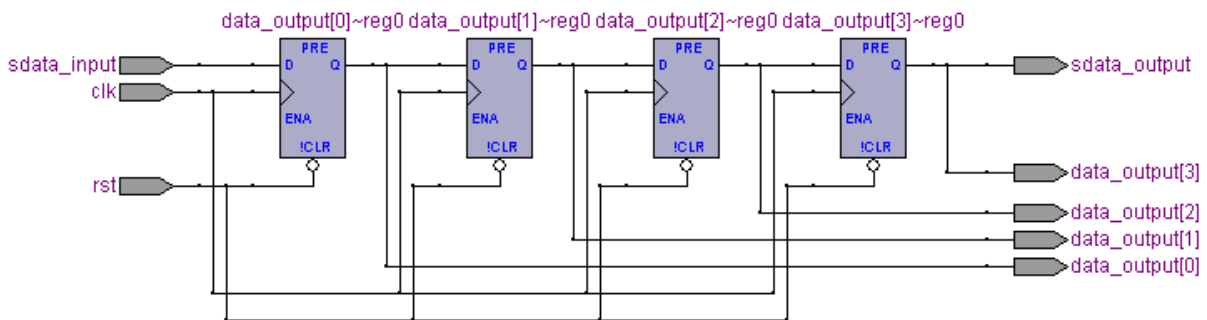 data_output[0]~reg0 data_output[1]~reg0 data_output[2]~reg0 data_output[3]~reg0
PRE PRE PRE PRE
sdata_input D Q D Q D Q D Q sdata_output
clk
ENA ENA ENA ENA
!CLR !CLR !CLR !CLR
rst
data_output[3]
data_output[2]
data_output[1]
data_output[0]